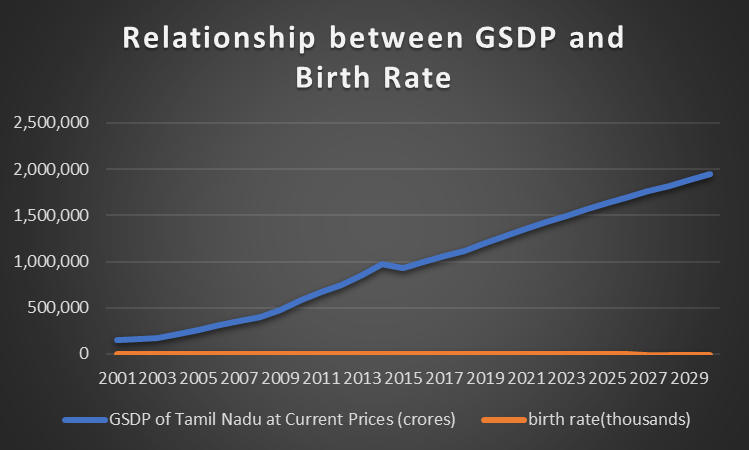 Relationship between GSDP and
Birth Rate
2,500,000
2,000,000
1,500,000
1,000,000
500,000
0
2001 2003 2005 2007 2009 2011 2013 2015 2017 2019 2021 2023 2025 2027 2029
GSDP of Tamil Nadu at Current Prices (crores) birth rate(thousands)